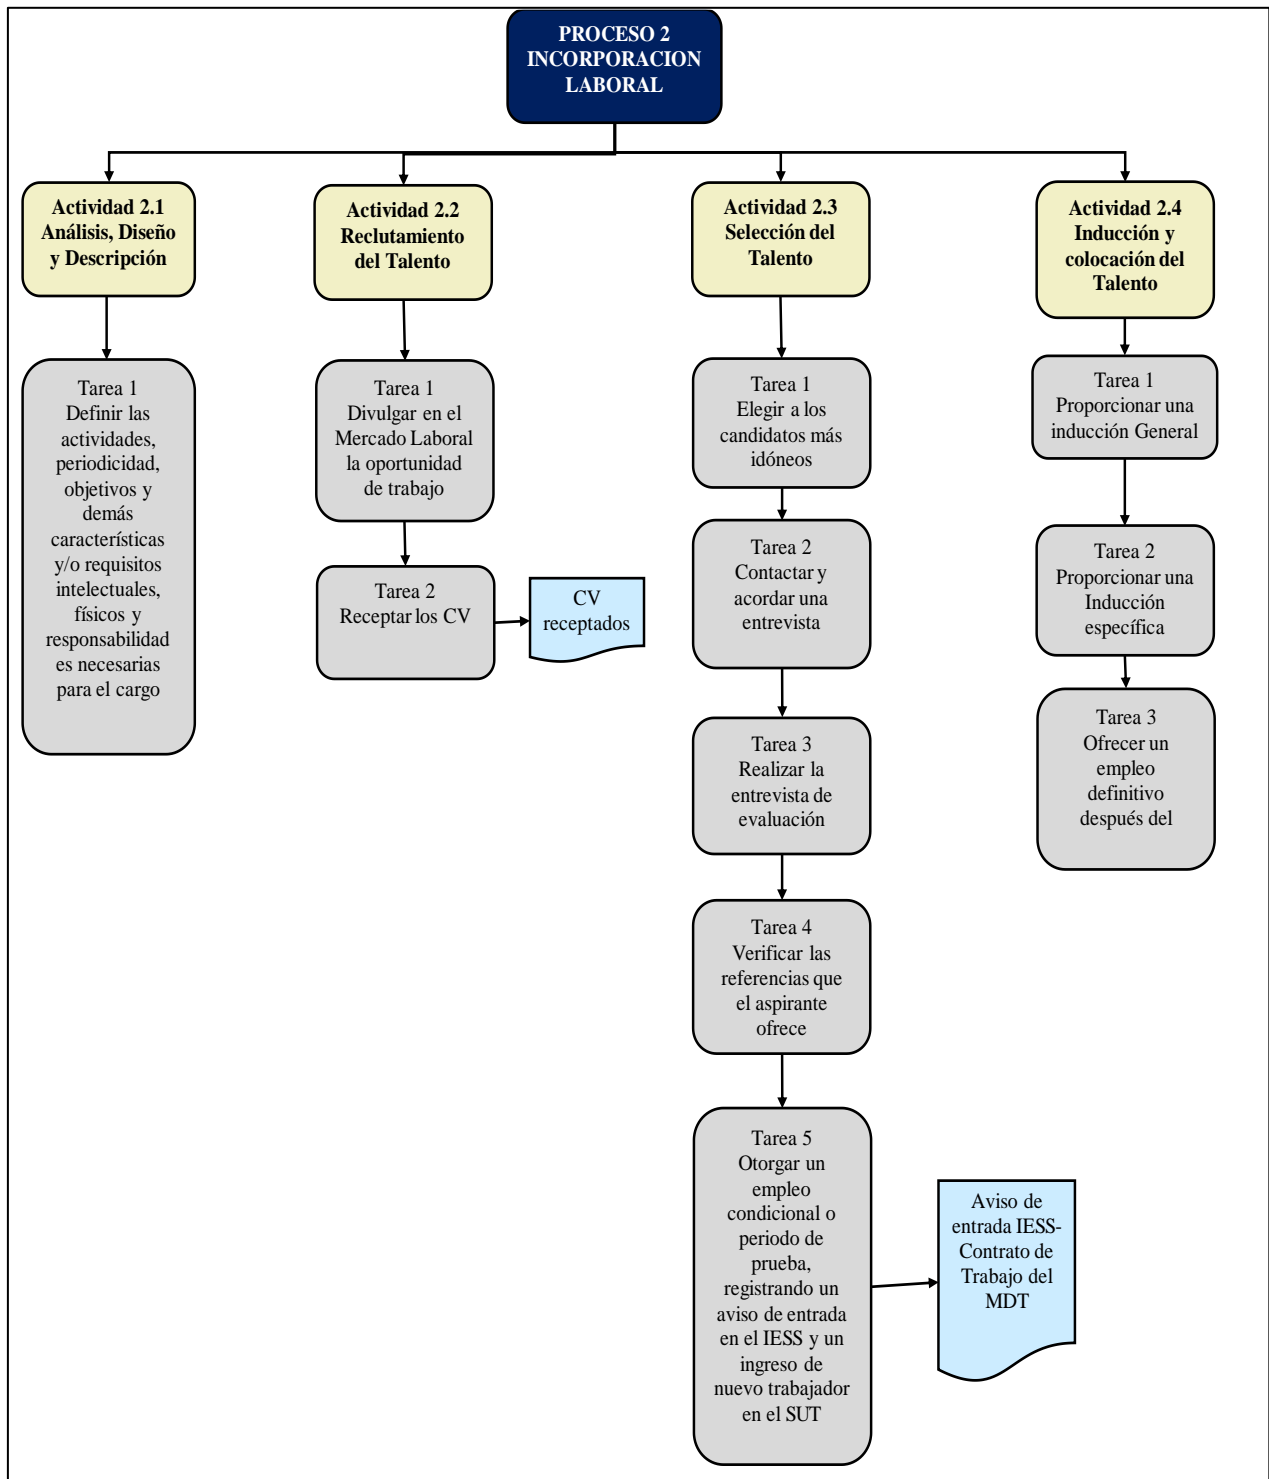 PROCESO 2
INCORPORACION
LABORAL
Actividad 2.1
Análisis, Diseño
y Descripción
Tarea 1
Definir las
actividades,
periodicidad,
objetivos y
demás
características
y/o requisitos
intelectuales,
físicos y
responsabilidad
es necesarias
para el cargo
Actividad 2.2
Reclutamiento
del Talento
Tarea 1
Divulgar en el
Mercado Laboral
la oportunidad
de trabajo
Tarea 2
Receptar los CV
CV
receptados
Actividad 2.3
Selección del
Talento
Tarea 1
Elegir a los
candidatos más
idóneos
Tarea 2
Contactar y
acordar una
entrevista
Tarea 3
Realizar la
entrevista de
evaluación
Tarea 4
Verificar las
referencias que
el aspirante
ofrece
Tarea 5
Otorgar un
empleo
condicional o
periodo de
prueba,
registrando un
aviso de entrada
en el IESS y un
ingreso de
nuevo trabajador
en el SUT
Aviso de
entrada IESS-
Contrato de
Trabajo del
MDT
Actividad 2.4
Inducción y
colocación del
Talento
Tarea 1
Proporcionar una
inducción General
Tarea 2
Proporcionar una
Inducción
específica
Tarea 3
Ofrecer un
empleo
definitivo
después del